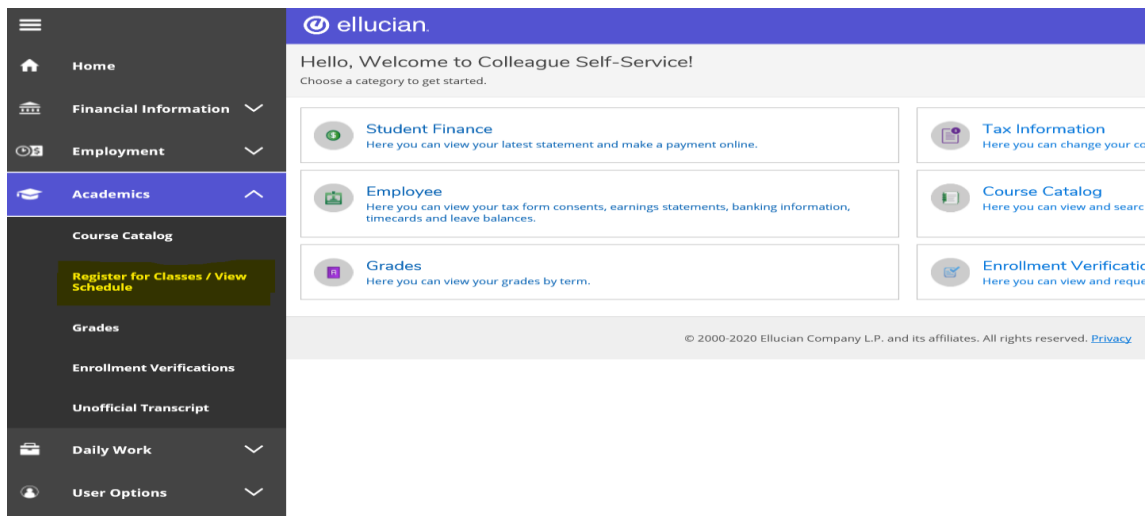 Home
Financial Information
Employment
Academics
Course Catalog
Register for Classes / View
Schedule
Grades
Enrollment Verifications
Unofficial Transcript
Daily Work
User Options
ellucian.
Hello, Welcome to Colleague Self-Service!
Choose a category to get started.
Student Finance
Here you can view your latest statement and make a payment online.
Tax Information
Here you can change your co
Employee
Here you can view your tax form consents, earnings statements, banking information,
timecards and leave balances.
Course Catalog
Here you can view and searc
Grades
Here you can view your grades by term.
Enrollment Verificatio
Here you can view and reque
© 2000-2020 Ellucian Company L.P. and its affiliates. All rights reserved. Privacy